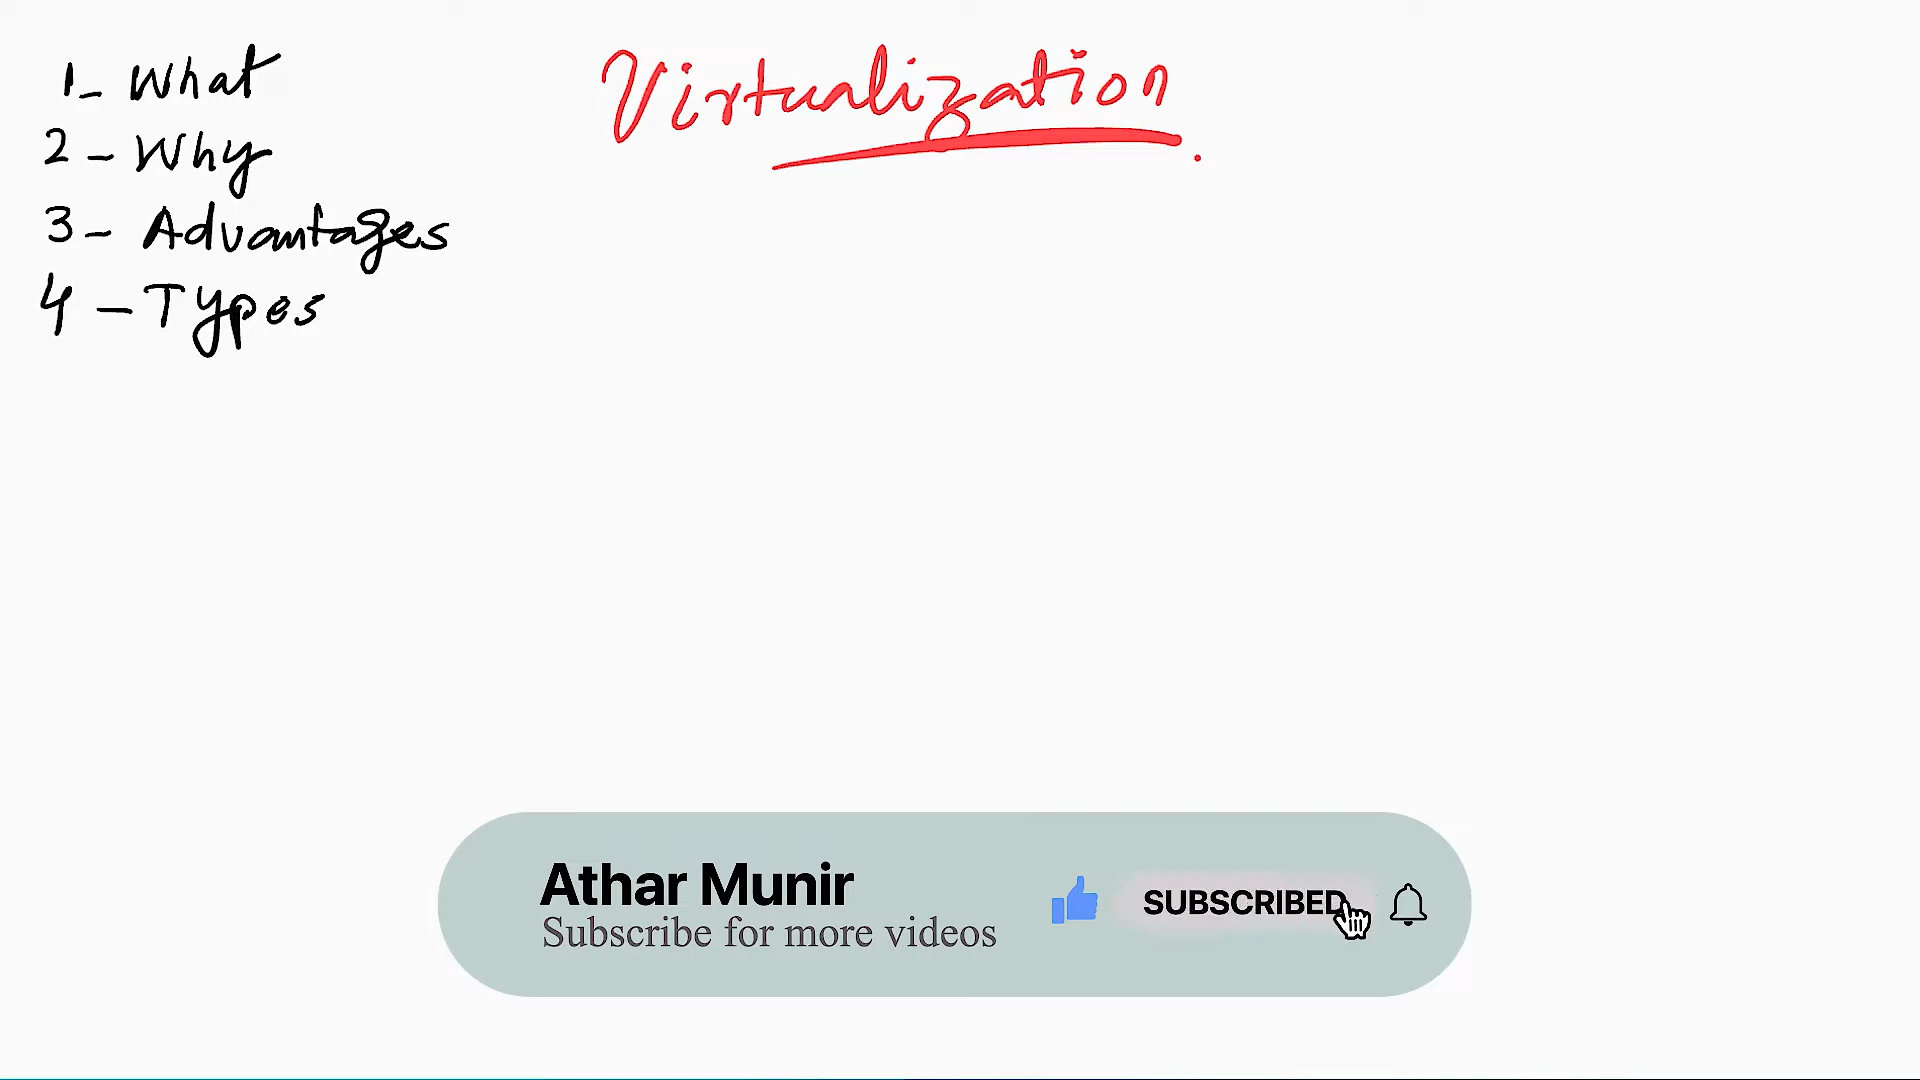 Virtualization
1- What
2- Why
3- Advantages
4- Types
Athar Munir
Subscribe for more videos
SUBSCRIBED